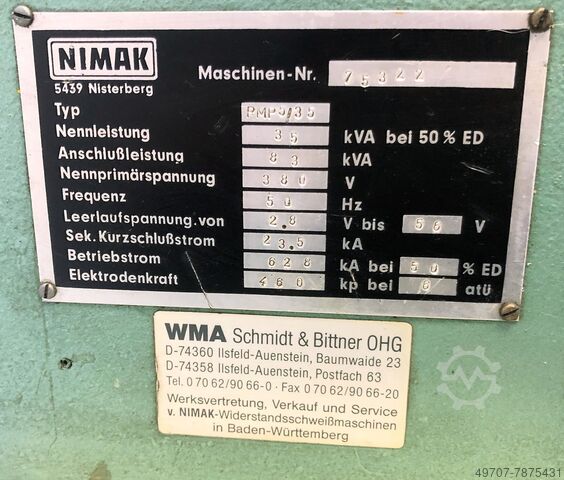 NIMAK
5439 Nisterberg
Maschinen-Nr. 75322
Typ PMP5/35
Nennleistung 35 kVA bei 50% ED
Anschlußleistung 83 kVA
Nennprimärspannung 380 V
Frequenz 50 Hz
Leerlaufspannung.von 2.8 V bis 56 V
Sek. Kurzschlußstrom 23.5 kA
Betriebstrom 628 kA bei 50 % ED
Elektrodenkraft 460 kp bei 6 atü
WMA Schmidt & Bittner OHG
D-74360 Ilsfeld-Auenstein, Baumwaide 23
D-74358 Ilsfeld-Auenstein, Postfach 63
Tel. 0 70 62/90 66-0 · Fax 0 70 62/90 66-20
Werksvertretung, Verkauf und Service
v. NIMAK-Widerstandsschweißmaschinen
in Baden-Württemberg
49707-7875431